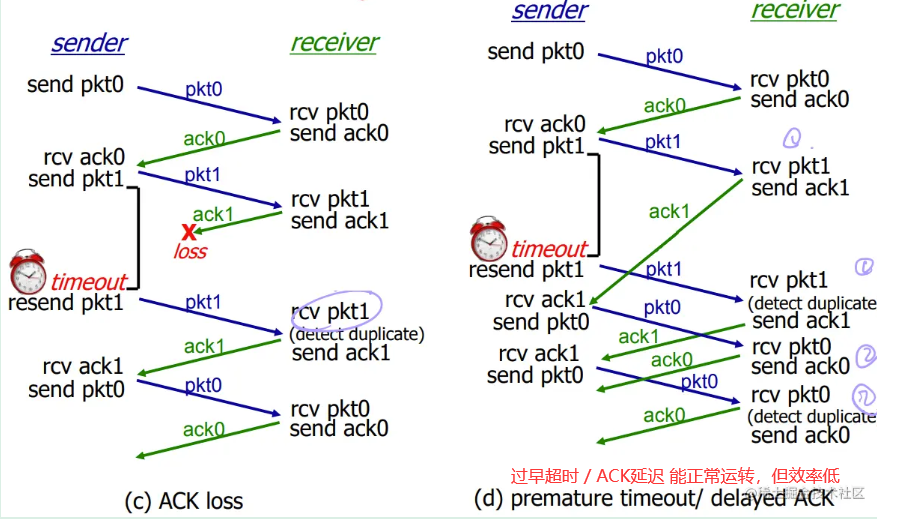 sender
receiver
send pkt0
pkt0
rcv pkt0
send ack0
ack0
rcv ack0
send pkt1
pkt1
rcv pkt1
send ack1
ack1
X
loss
timeout
resend pkt1
pkt1
rcv pkt1
(detect duplicate)
send ack1
ack1
rcv ack1
send pkt0
pkt0
rcv pkt0
send ack0
ack0
(c) ACK loss
sender
receiver
send pkt0
pkt0
rcv pkt0
send ack0
ack0
rcv ack0
send pkt1
pkt1
rcv pkt1
send ack1
ack1
timeout
resend pkt1
pkt1
rcv pkt1
(detect duplicate
send ack1
rcv ack1
send pkt0
pkt0
ack1
rcv pkt0
send ack0
ack0
rcv ack1
send pkt0
pkt0
rcv pkt0
(detect duplicate
send ack0
ack0
过早超时 / ACK延迟 能正常运转，但效率低
(d) premature timeout/ delayed ACK
@稀土掘金技术社区